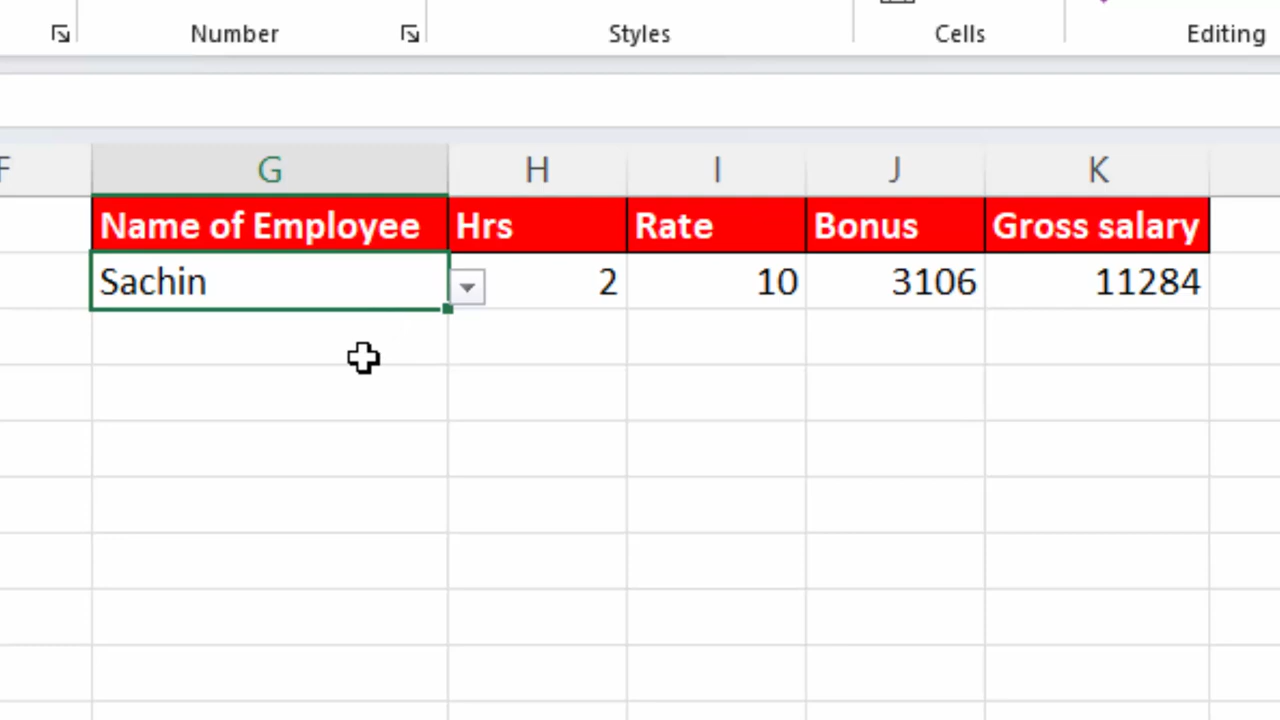 Number Styles Cells Editing
F G H I J K
Name of Employee Hrs Rate Bonus Gross salary
Sachin 2 10 3106 11284